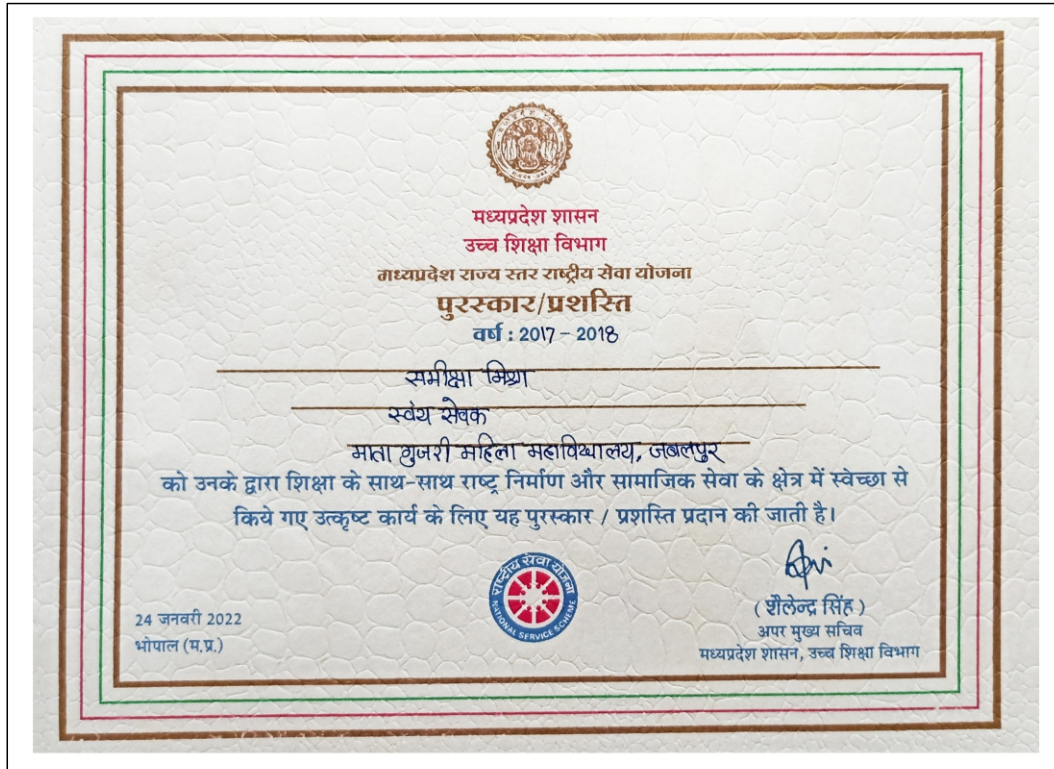 मध्यप्रदेश शासन
उच्च शिक्षा विभाग
मध्यप्रदेश राज्य स्तर राष्ट्रीय सेवा योजना
पुरस्कार/प्रशस्ति
वर्ष : 2017 - 2018
समीक्षा मिश्रा
स्वंय सेवक
माता गुजरी महिला महाविद्यालय, जबलपुर
को उनके द्वारा शिक्षा के साथ-साथ राष्ट्र निर्माण और सामाजिक सेवा के क्षेत्र में स्वेच्छा से
किये गए उत्कृष्ट कार्य के लिए यह पुरस्कार / प्रशस्ति प्रदान की जाती है।
राष्ट्रीय सेवा योजना
NATIONAL SERVICE SCHEME
24 जनवरी 2022
भोपाल (म.प्र.)
( शैलेन्द्र सिंह )
अपर मुख्य सचिव
मध्यप्रदेश शासन, उच्च शिक्षा विभाग